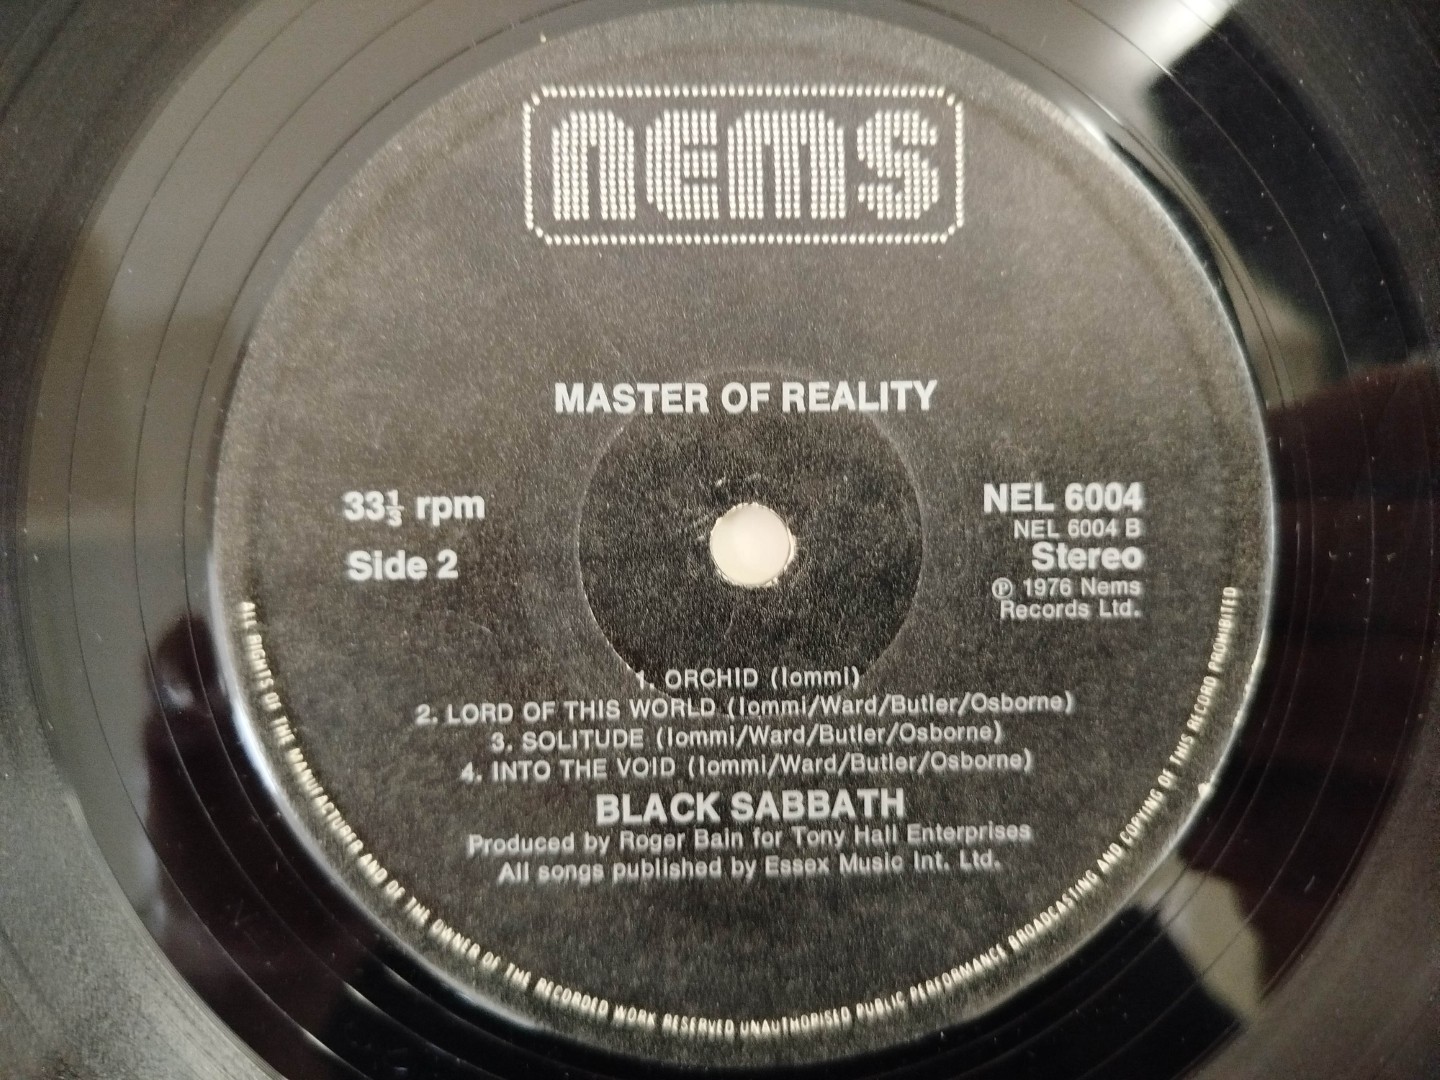 nems
MASTER OF REALITY
33⅓ rpm
Side 2
NEL 6004
NEL 6004 B
Stereo
℗ 1976 Nems
Records Ltd.
1. ORCHID (Iommi)
2. LORD OF THIS WORLD (Iommi/Ward/Butler/Osborne)
3. SOLITUDE (Iommi/Ward/Butler/Osborne)
4. INTO THE VOID (Iommi/Ward/Butler/Osborne)
BLACK SABBATH
Produced by Roger Bain for Tony Hall Enterprises
All songs published by Essex Music Int. Ltd.
ALL RIGHTS OF THE MANUFACTURER AND OF THE OWNER OF THE RECORDED WORK RESERVED UNAUTHORISED PUBLIC PERFORMANCE BROADCASTING AND COPYING OF THIS RECORD PROHIBITED